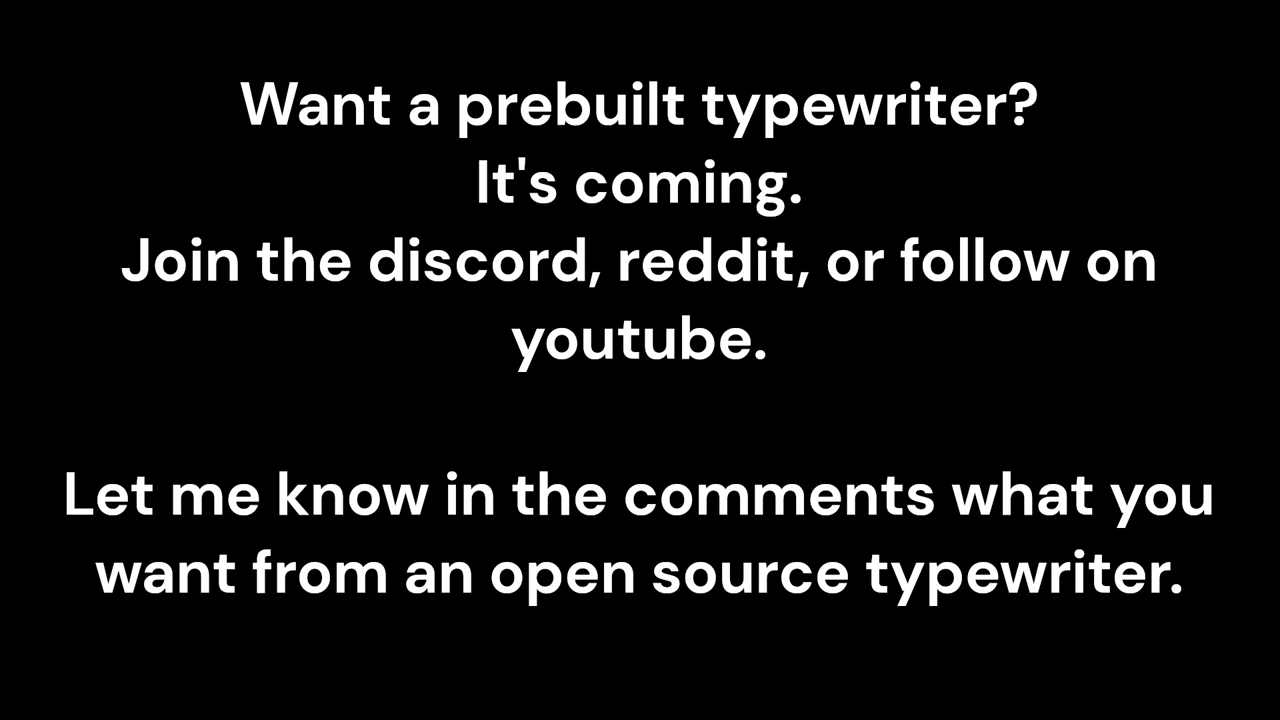 Want a prebuilt typewriter?
It's coming.
Join the discord, reddit, or follow on
youtube.
Let me know in the comments what you
want from an open source typewriter.